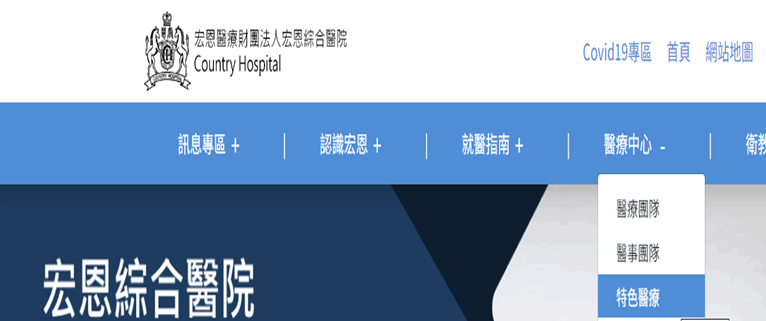 宏恩醫療財團法人宏恩綜合醫院
Country Hospital
Covid19專區 首頁 網站地圖
訊息專區 + | 認識宏恩 + | 就醫指南 + | 醫療中心 - | 衛教
醫療團隊
醫事團隊
特色醫療
宏恩綜合醫院